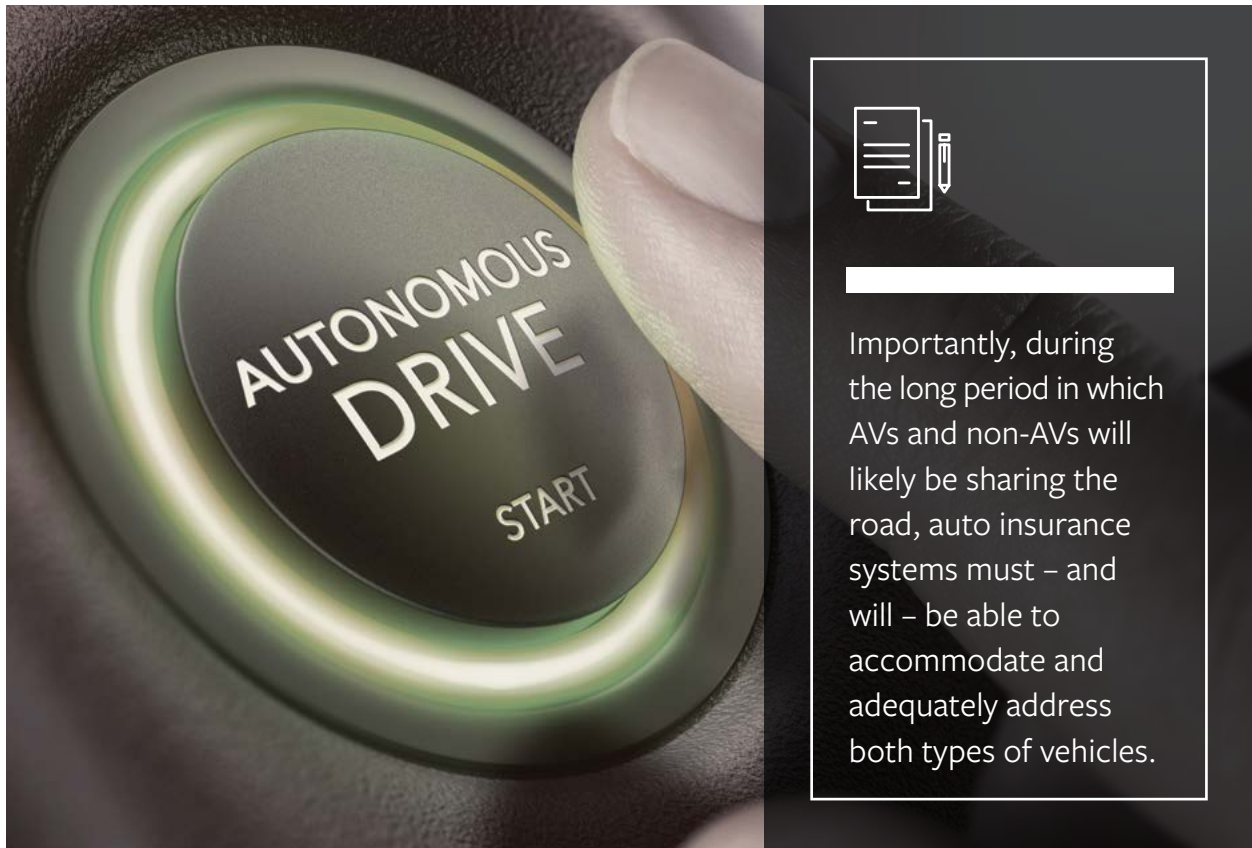 AUTONOMOUS
DRIVE
START
Importantly, during
the long period in which
AVs and non-AVs will
likely be sharing the
road, auto insurance
systems must – and
will – be able to
accommodate and
adequately address
both types of vehicles.